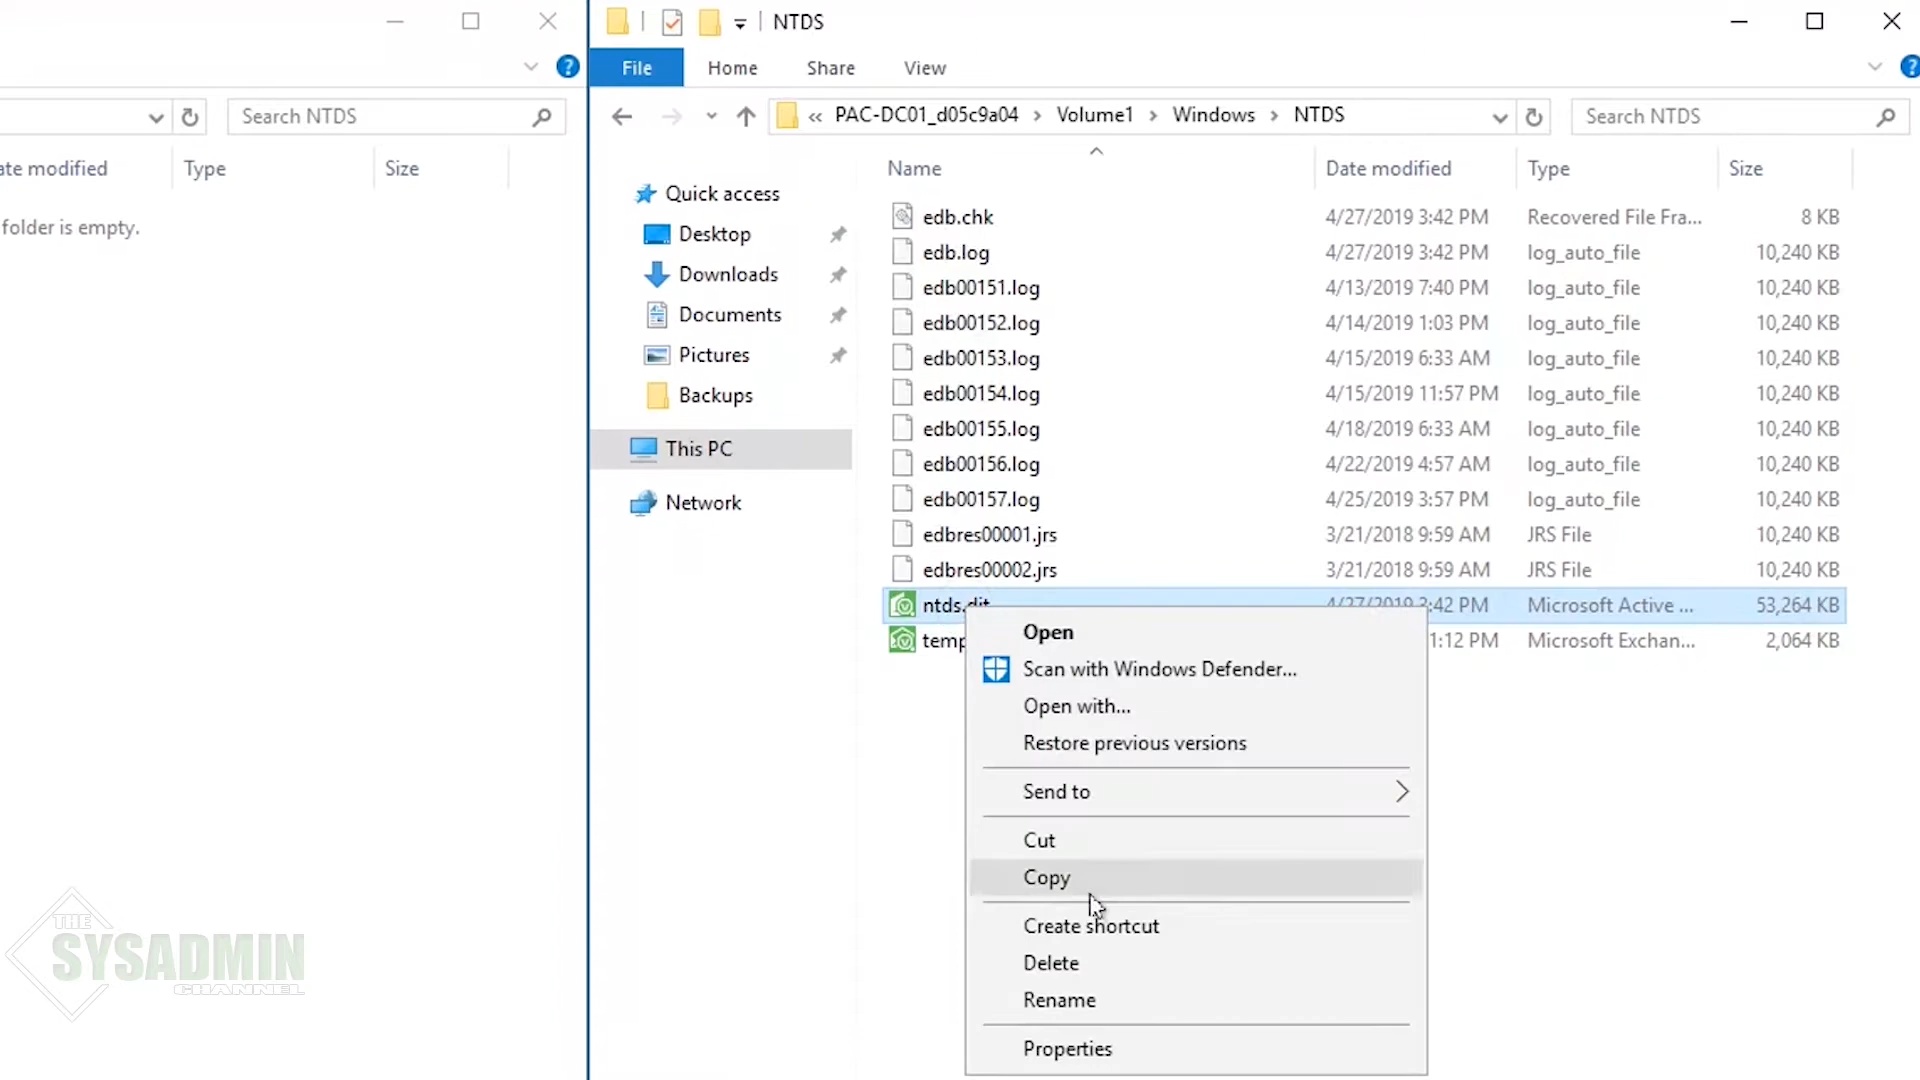 Search NTDS
ate modified Type Size
folder is empty.
NTDS
File Home Share View
« PAC-DC01_d05c9a04 › Volume1 › Windows › NTDS
Search NTDS
Quick access
Desktop
Downloads
Documents
Pictures
Backups
This PC
Network
Name Date modified Type Size
edb.chk 4/27/2019 3:42 PM Recovered File Fra... 8 KB
edb.log 4/27/2019 3:42 PM log_auto_file 10,240 KB
edb00151.log 4/13/2019 7:40 PM log_auto_file 10,240 KB
edb00152.log 4/14/2019 1:03 PM log_auto_file 10,240 KB
edb00153.log 4/15/2019 6:33 AM log_auto_file 10,240 KB
edb00154.log 4/15/2019 11:57 PM log_auto_file 10,240 KB
edb00155.log 4/18/2019 6:33 AM log_auto_file 10,240 KB
edb00156.log 4/22/2019 4:57 AM log_auto_file 10,240 KB
edb00157.log 4/25/2019 3:57 PM log_auto_file 10,240 KB
edbres00001.jrs 3/21/2018 9:59 AM JRS File 10,240 KB
edbres00002.jrs 3/21/2018 9:59 AM JRS File 10,240 KB
ntds.dit 4/27/2019 3:42 PM Microsoft Active ... 53,264 KB
temp 1:12 PM Microsoft Exchan... 2,064 KB
Open
Scan with Windows Defender...
Open with...
Restore previous versions
Send to
Cut
Copy
Create shortcut
Delete
Rename
Properties
THE
SYSADMIN
CHANNEL